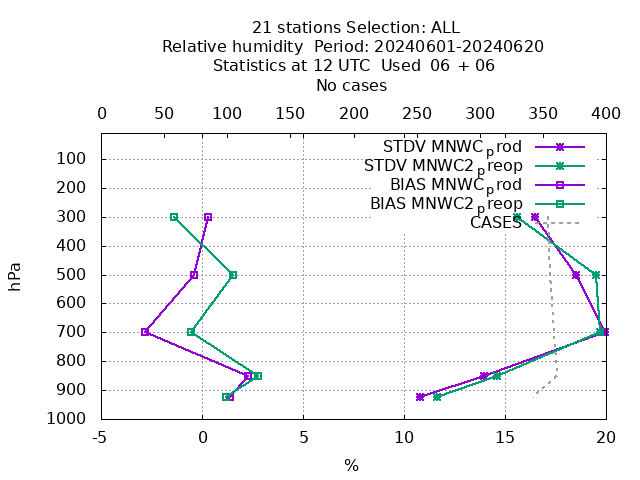 21 stations Selection: ALL
Relative humidity  Period: 20240601-20240620
Statistics at 12 UTC  Used  06 + 06
No cases
0 50 100 150 200 250 300 350 400
STDV MNWC_prod
STDV MNWC2_preop
BIAS MNWC_prod
BIAS MNWC2_preop
CASES
hPa
100
200
300
400
500
600
700
800
900
1000
-5 0 5 10 15 20
%